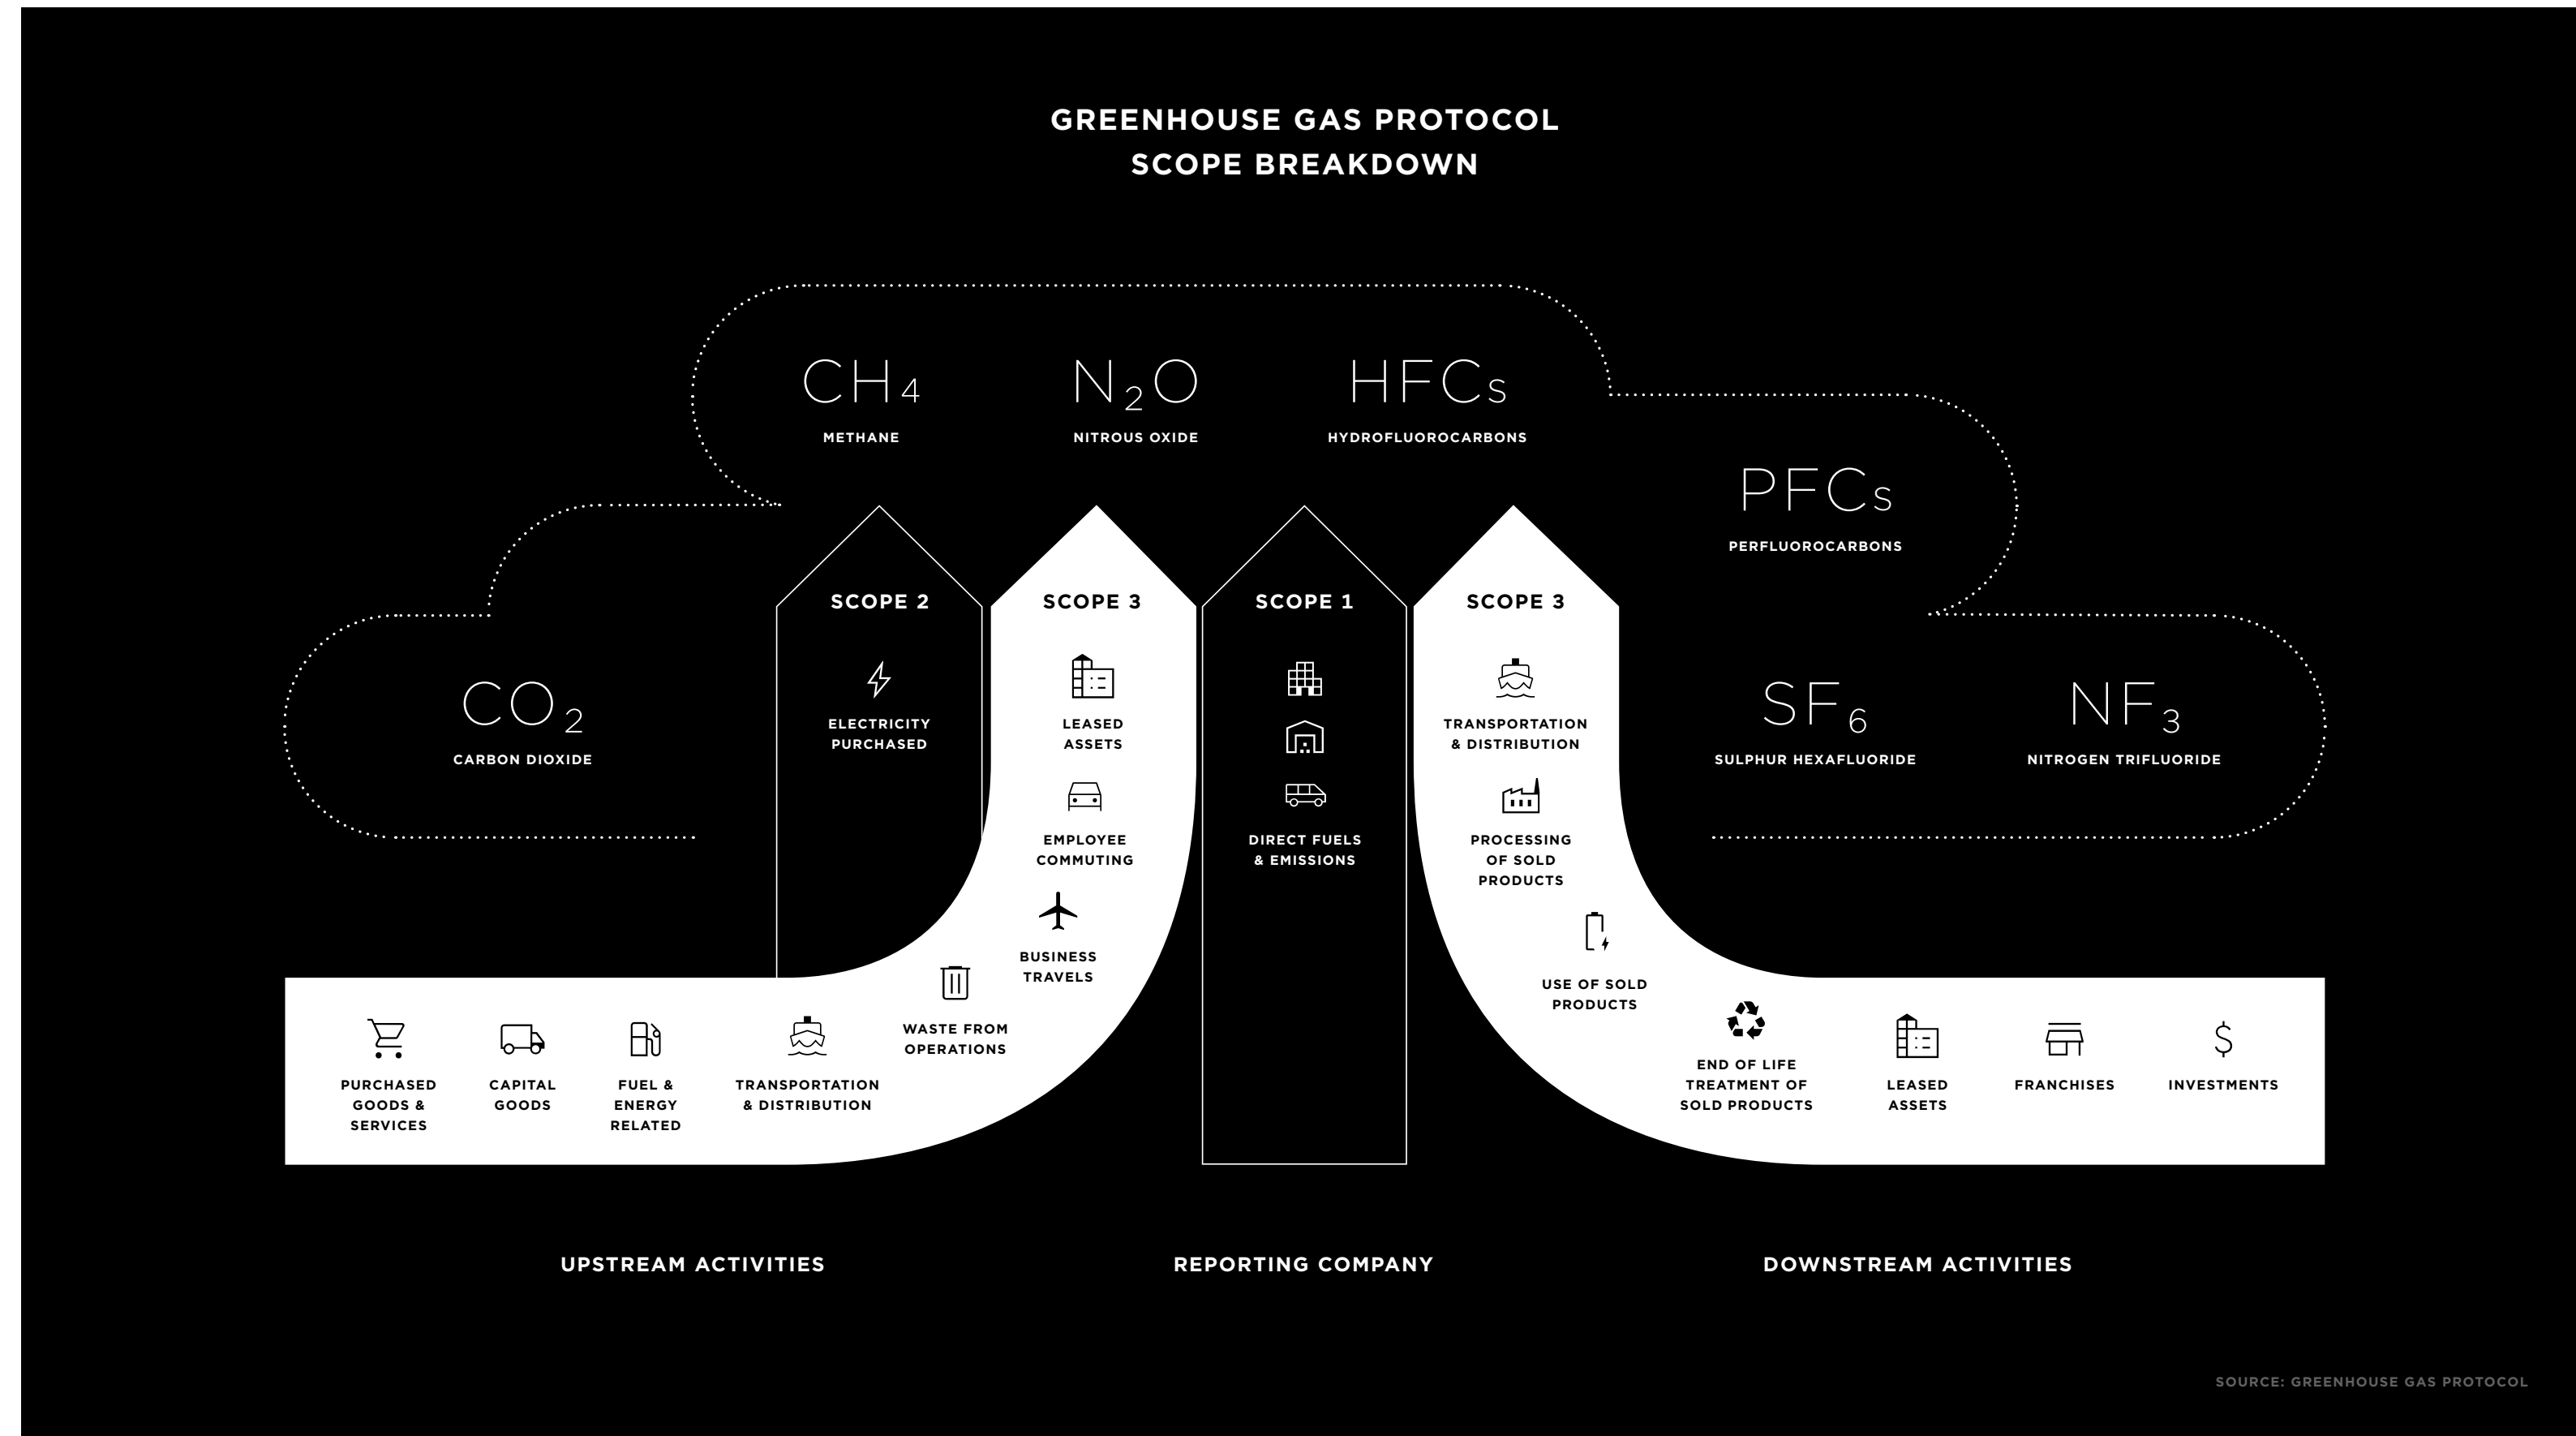 GREENHOUSE GAS PROTOCOL
SCOPE BREAKDOWN
CH4
METHANE
N2O
NITROUS OXIDE
HFCs
HYDROFLUOROCARBONS
PFCs
PERFLUOROCARBONS
CO2
CARBON DIOXIDE
SF6
SULPHUR HEXAFLUORIDE
NF3
NITROGEN TRIFLUORIDE
SCOPE 2
ELECTRICITY
PURCHASED
SCOPE 3
LEASED
ASSETS
EMPLOYEE
COMMUTING
BUSINESS
TRAVELS
WASTE FROM
OPERATIONS
TRANSPORTATION
& DISTRIBUTION
FUEL &
ENERGY
RELATED
CAPITAL
GOODS
PURCHASED
GOODS &
SERVICES
SCOPE 1
DIRECT FUELS
& EMISSIONS
SCOPE 3
TRANSPORTATION
& DISTRIBUTION
PROCESSING
OF SOLD
PRODUCTS
USE OF SOLD
PRODUCTS
END OF LIFE
TREATMENT OF
SOLD PRODUCTS
LEASED
ASSETS
FRANCHISES
$
INVESTMENTS
UPSTREAM ACTIVITIES
REPORTING COMPANY
DOWNSTREAM ACTIVITIES
SOURCE: GREENHOUSE GAS PROTOCOL